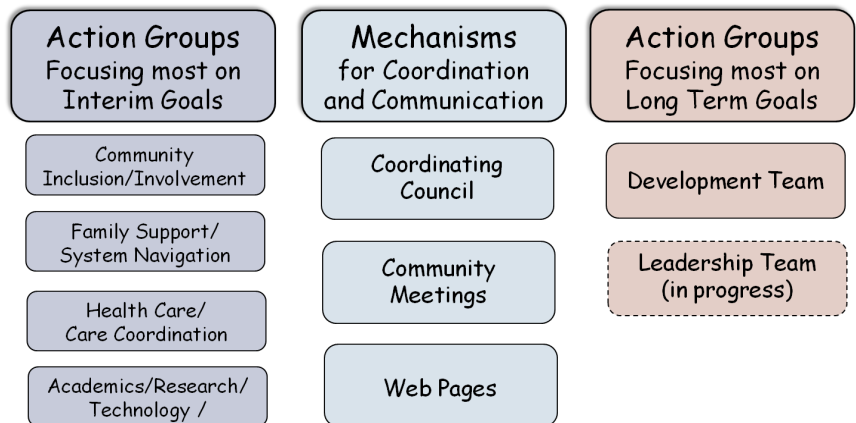 Action Groups
Focusing most on
Interim Goals
Community
Inclusion/Involvement
Family Support/
System Navigation
Health Care/
Care Coordination
Academics/Research/
Technology /
Mechanisms
for Coordination
and Communication
Coordinating
Council
Community
Meetings
Web Pages
Action Groups
Focusing most on
Long Term Goals
Development Team
Leadership Team
(in progress)